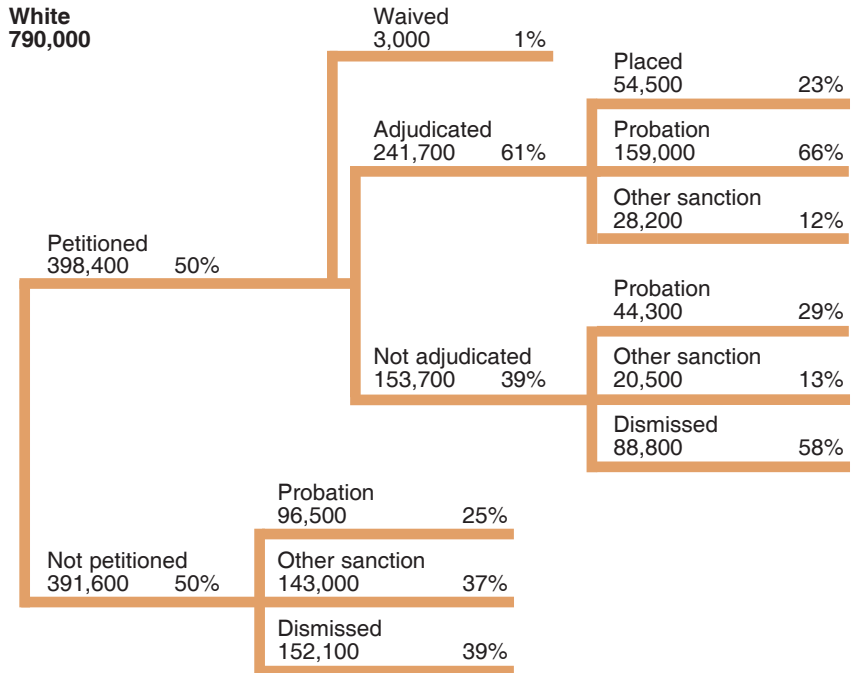 White
790,000
Waived
3,000 1%
Placed
54,500 23%
Adjudicated
241,700 61%
Probation
159,000 66%
Other sanction
28,200 12%
Petitioned
398,400 50%
Probation
44,300 29%
Not adjudicated
153,700 39%
Other sanction
20,500 13%
Dismissed
88,800 58%
Probation
96,500 25%
Not petitioned
391,600 50%
Other sanction
143,000 37%
Dismissed
152,100 39%